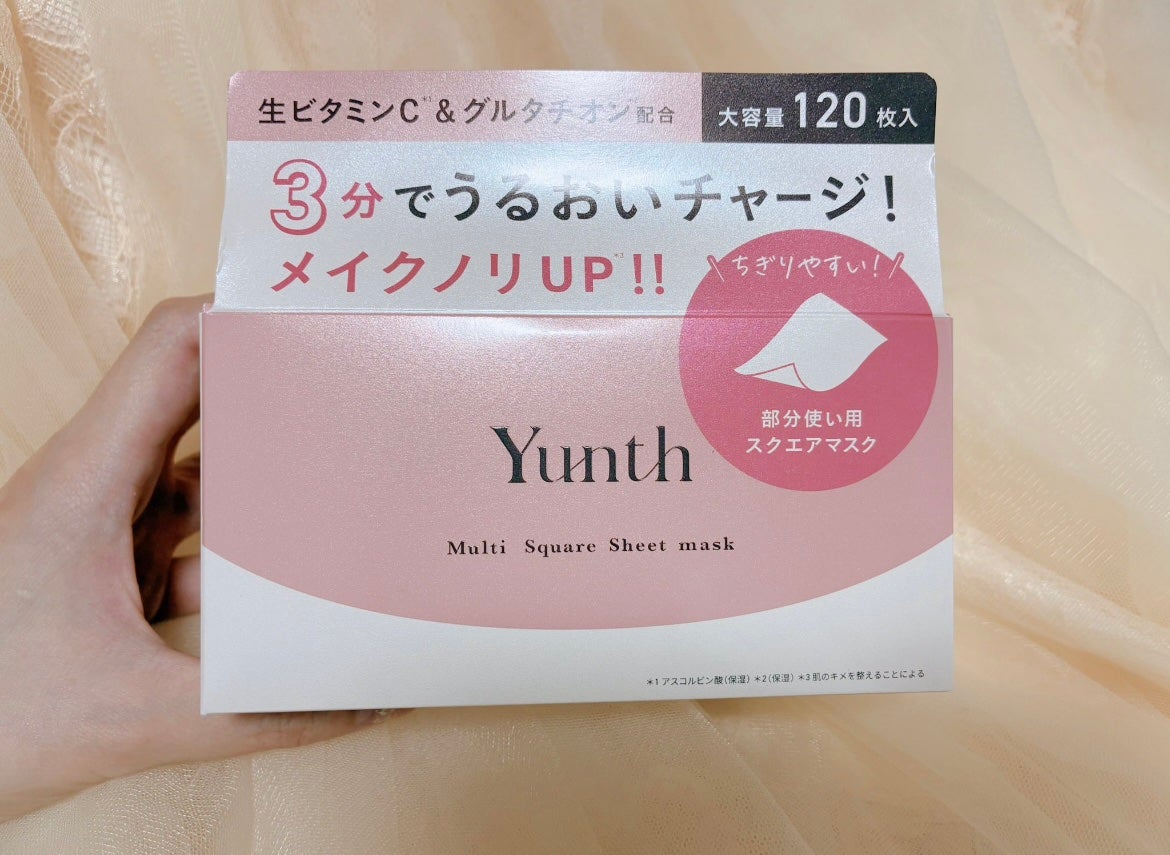 生ビタミンC*1&グルタチオン配合
大容量120枚入
3分でうるおいチャージ!
メイクノリUP*3!!
\ちぎりやすい!/
部分使い用
スクエアマスク
Yunth
Multi Square Sheet mask
*1 アスコルビン酸(保湿) *2(保湿) *3 肌のキメを整えることによる